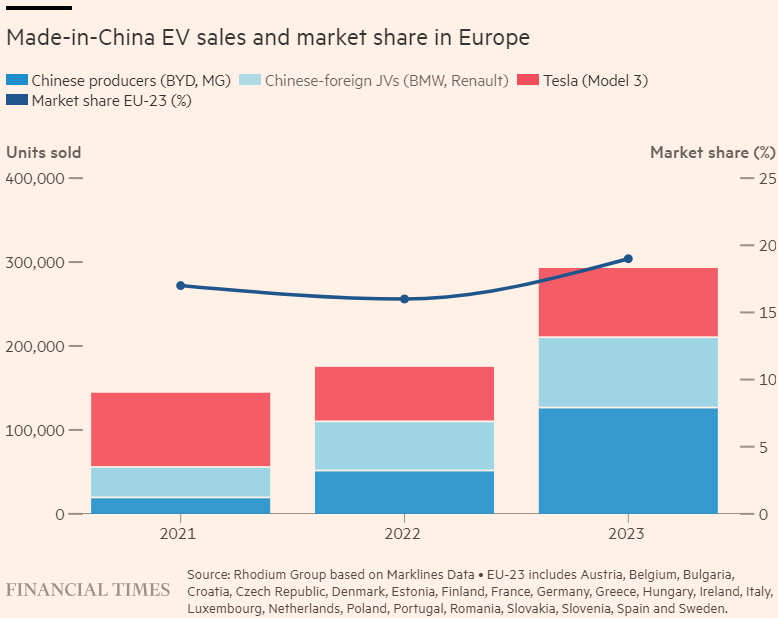 Made-in-China EV sales and market share in Europe
Chinese producers (BYD, MG) Chinese-foreign JVs (BMW, Renault) Tesla (Model 3)
Market share EU-23 (%)
Units sold Market share (%)
400,000 25
20
300,000
15
200,000
10
100,000
5
0 0
2021 2022 2023
FINANCIAL TIMES
Source: Rhodium Group based on Marklines Data • EU-23 includes Austria, Belgium, Bulgaria,
Croatia, Czech Republic, Denmark, Estonia, Finland, France, Germany, Greece, Hungary, Ireland, Italy,
Luxembourg, Netherlands, Poland, Portugal, Romania, Slovakia, Slovenia, Spain and Sweden.